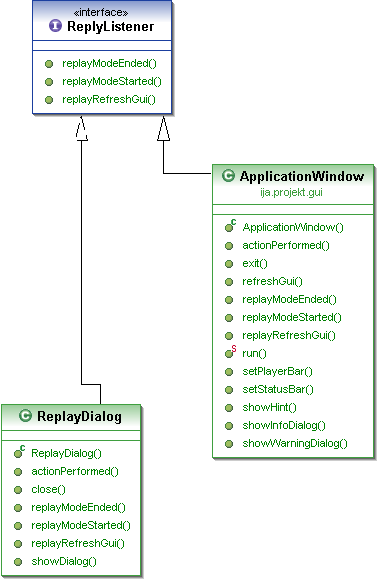 «interface»
I ReplyListener
replayModeEnded()
replayModeStarted()
replayRefreshGui()
C ApplicationWindow
ija.projekt.gui
C ApplicationWindow()
actionPerformed()
exit()
refreshGui()
replayModeEnded()
replayModeStarted()
replayRefreshGui()
S run()
setPlayerBar()
setStatusBar()
showHint()
showInfoDialog()
showWarningDialog()
C ReplayDialog
C ReplayDialog()
actionPerformed()
close()
replayModeEnded()
replayModeStarted()
replayRefreshGui()
showDialog()